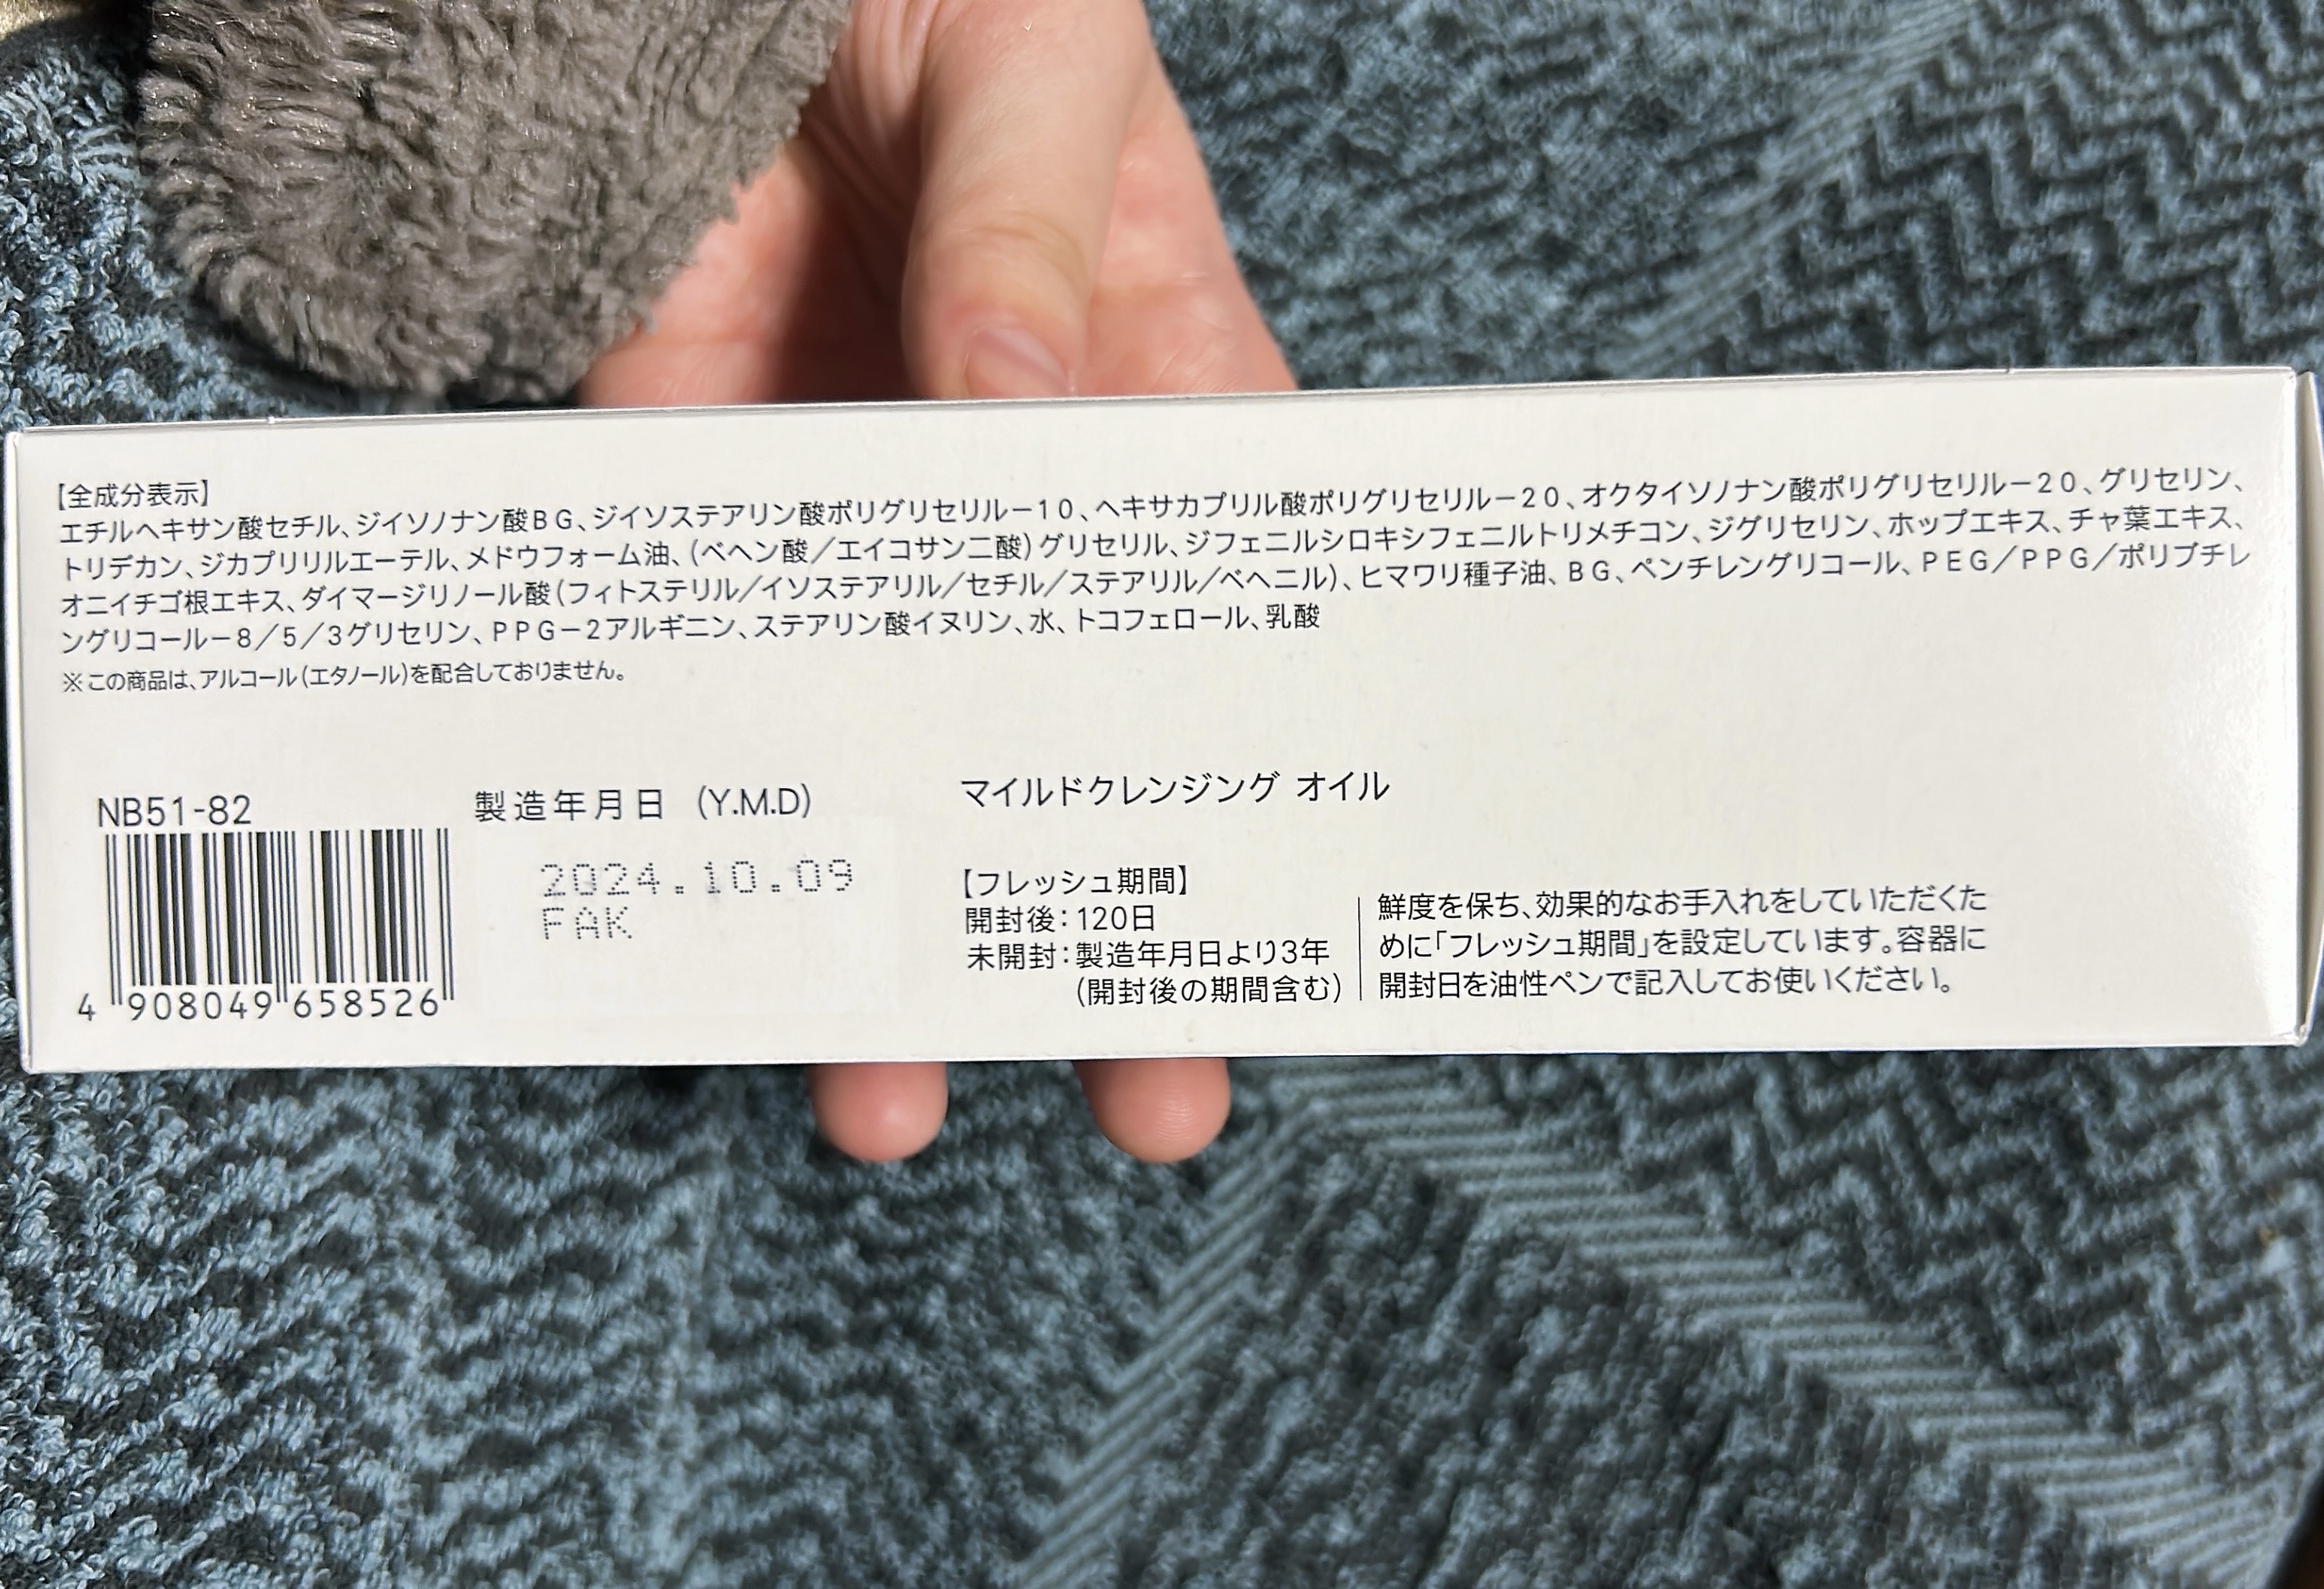 【全成分表示】
エチルヘキサン酸セチル、ジイソノナン酸BG、ジイソステアリン酸ポリグリセリル－10、ヘキサカプリル酸ポリグリセリル－20、オクタイソノナン酸ポリグリセリル－20、グリセリン、
トリデカン、ジカプリリルエーテル、メドウフォーム油、(ベヘン酸／エイコサン二酸)グリセリル、ジフェニルシロキシフェニルトリメチコン、ジグリセリン、ホップエキス、チャ葉エキス、
オニイチゴ根エキス、ダイマージリノール酸(フィトステリル／イソステアリル／セチル／ステアリル／ベヘニル)、ヒマワリ種子油、BG、ペンチレングリコール、PEG／PPG／ポリブチレ
ングリコール－8／5／3グリセリン、PPG－2アルギニン、ステアリン酸イヌリン、水、トコフェロール、乳酸
※この商品は、アルコール(エタノール)を配合しておりません。
NB51-82
4 908049 658526
製造年月日 (Y.M.D)
2024.10.09
FAK
マイルドクレンジング オイル
【フレッシュ期間】
開封後：120日
未開封：製造年月日より3年
(開封後の期間含む)
鮮度を保ち、効果的なお手入れをしていただくた
めに「フレッシュ期間」を設定しています。容器に
開封日を油性ペンで記入してお使いください。